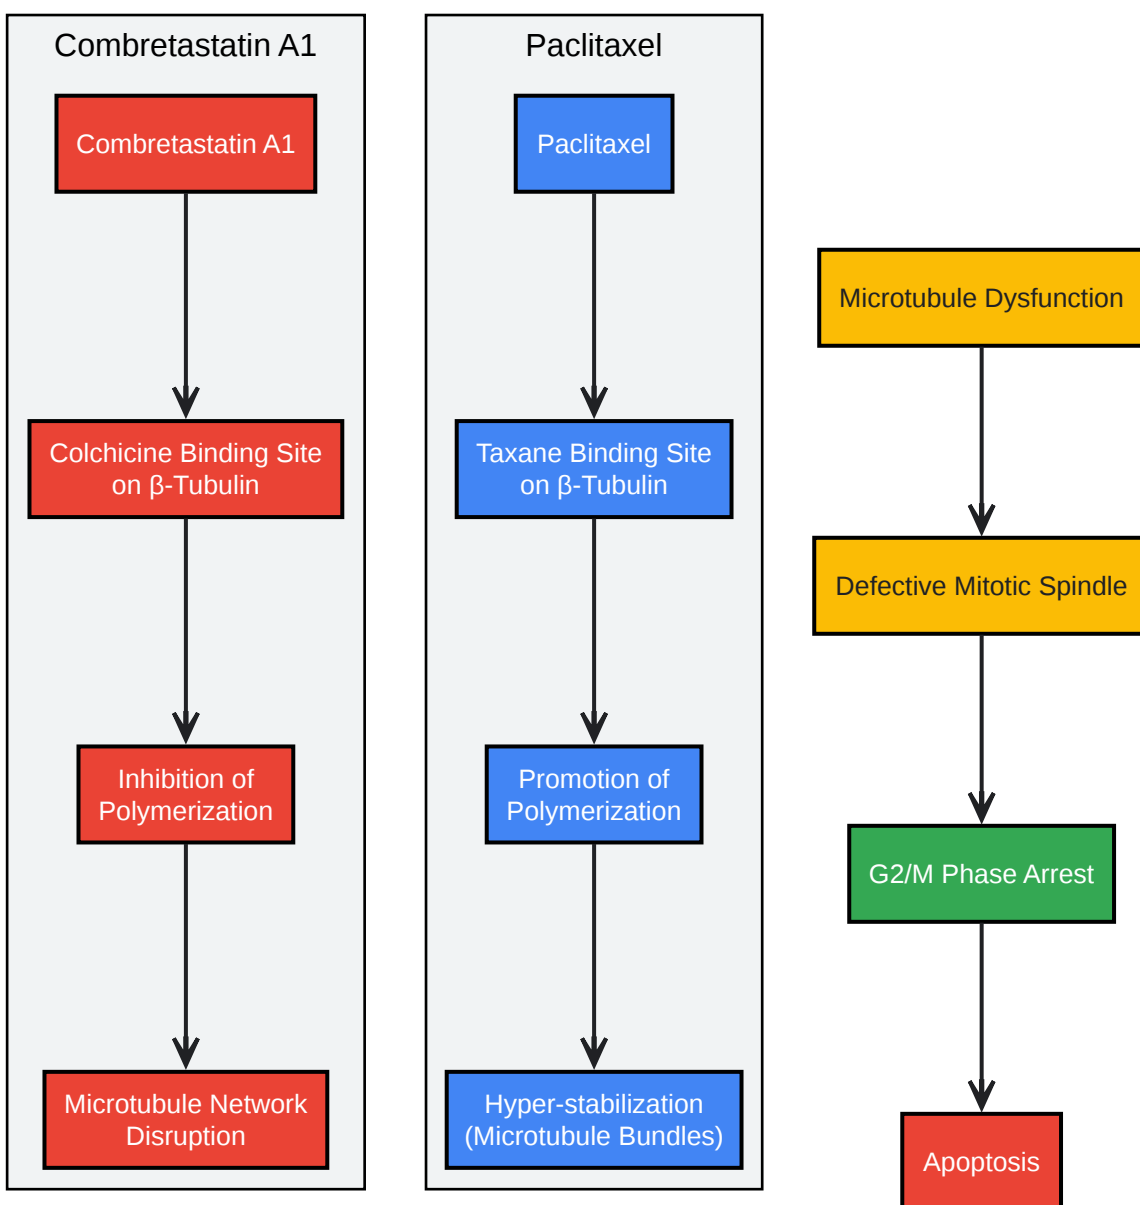 Combretastatin A1
Combretastatin A1
Colchicine Binding Site
on β-Tubulin
Inhibition of
Polymerization
Microtubule Network
Disruption
Paclitaxel
Paclitaxel
Taxane Binding Site
on β-Tubulin
Promotion of
Polymerization
Hyper-stabilization
(Microtubule Bundles)
Microtubule Dysfunction
Defective Mitotic Spindle
G2/M Phase Arrest
Apoptosis